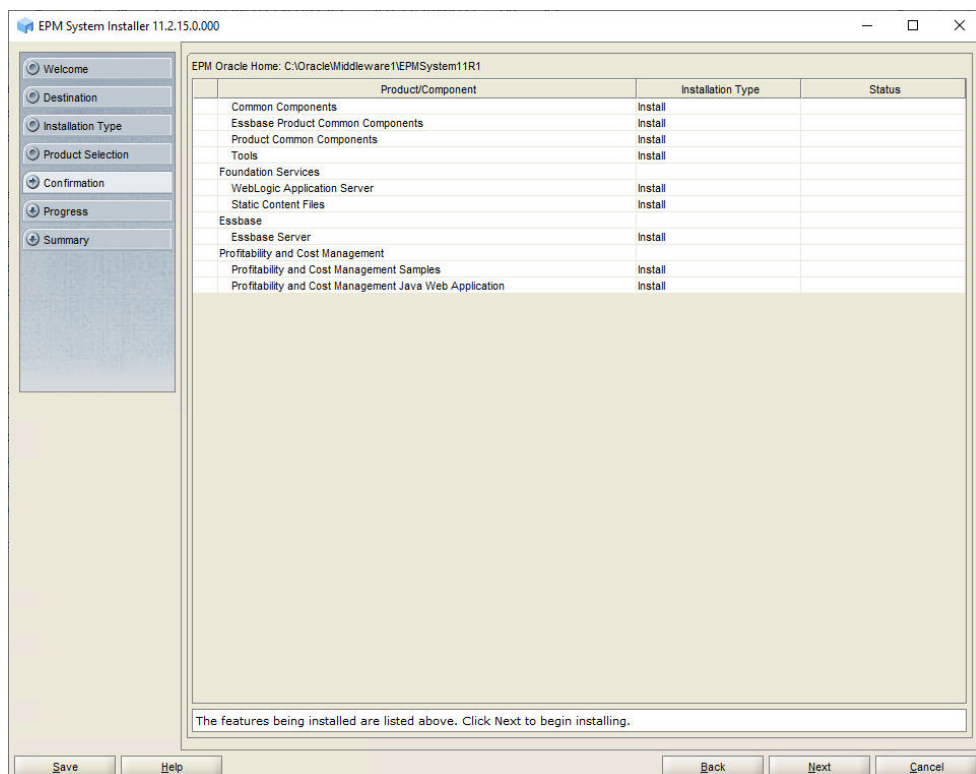 EPM System Installer 11.2.15.0.000
Welcome
Destination
Installation Type
Product Selection
Confirmation
Progress
Summary
EPM Oracle Home: C:\Oracle\Middleware1\EPMSystem11R1
Product/Component Installation Type Status
Common Components Install
Essbase Product Common Components Install
Product Common Components Install
Tools Install
Foundation Services
WebLogic Application Server Install
Static Content Files Install
Essbase
Essbase Server Install
Profitability and Cost Management
Profitability and Cost Management Samples Install
Profitability and Cost Management Java Web Application Install
The features being installed are listed above. Click Next to begin installing.
Save Help Back Next Cancel